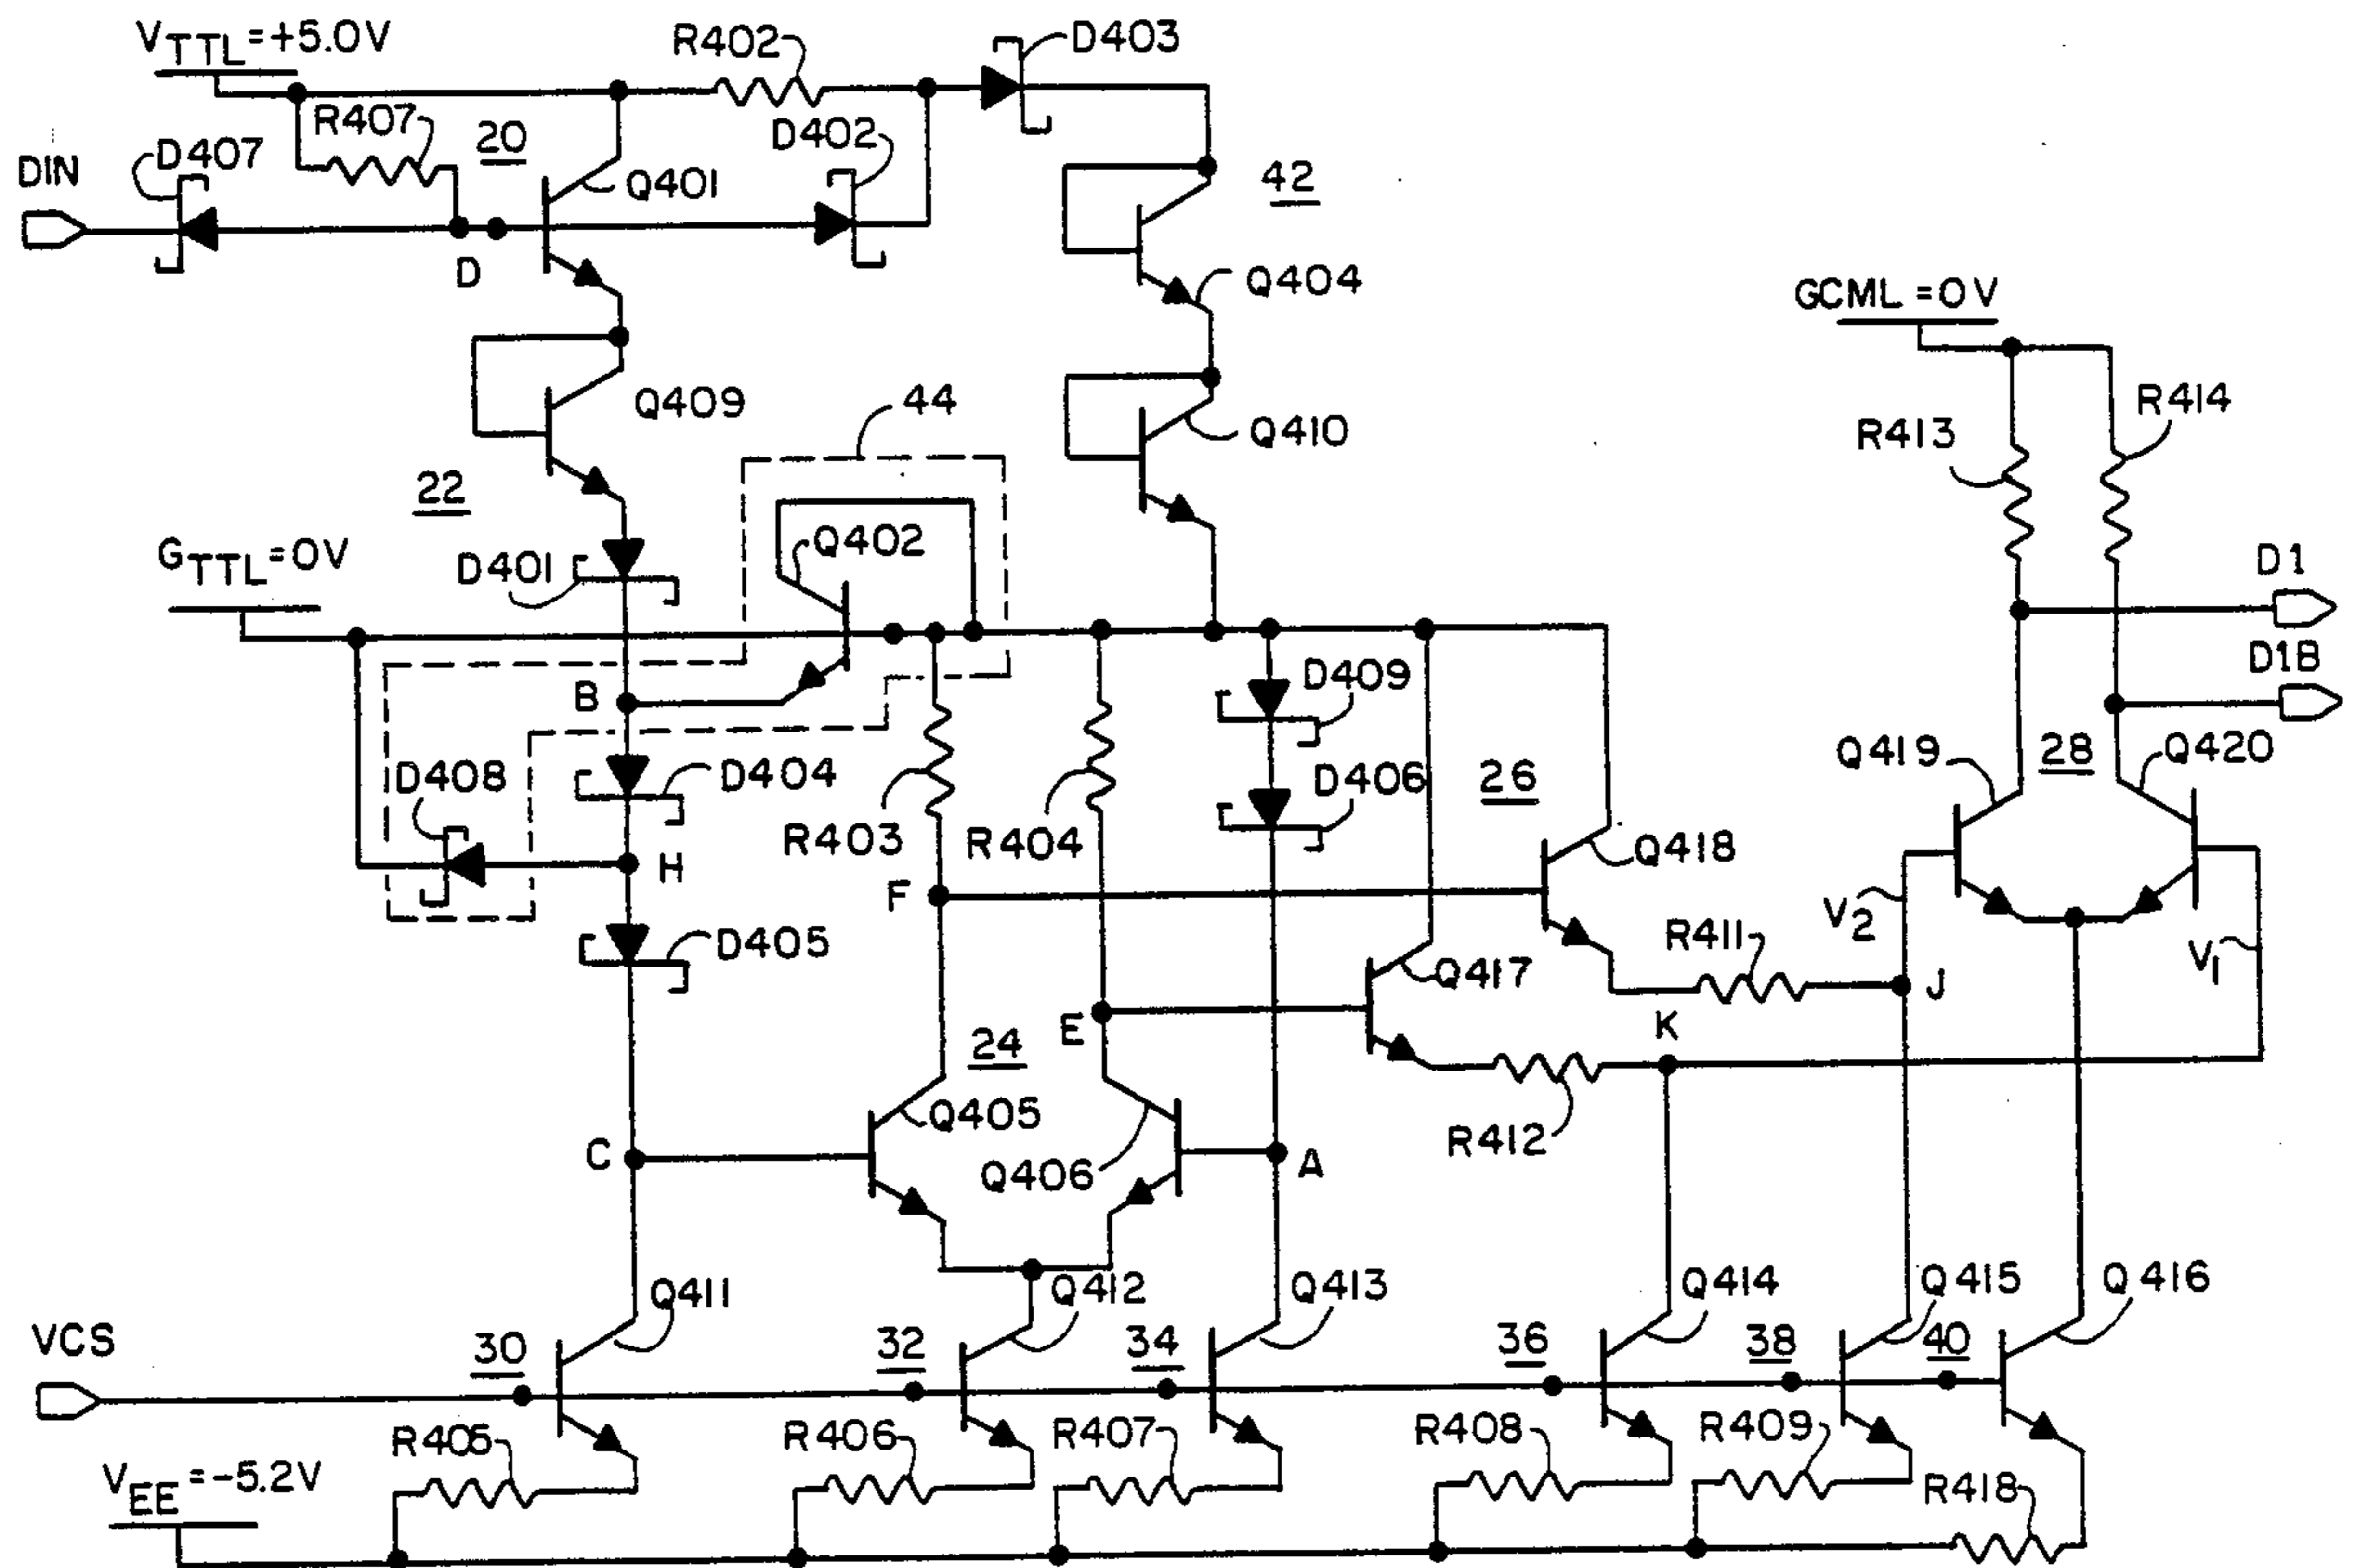 V_TTL = +5.0V
R402
D403
R407
20
D402
D407
DIN
Q401
42
D
Q404
GCML = 0V
Q409
44
Q410
R414
R413
22
Q402
G_TTL = 0V
D401
D1
D409
D1B
B
D408
D404
D406
26
Q419
28
Q420
R403
R404
Q418
H
F
V2
R411
D405
Q417
V1
J
K
E
24
Q405
R412
C
Q406
A
Q411
Q412
Q413
Q414
Q415
Q416
VCS
30
32
34
36
38
40
R405
R406
R407
R408
R409
V_EE = -5.2V
R418